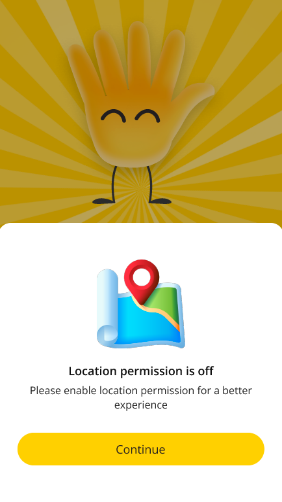 Location permission is off
Please enable location permission for a better
experience
Continue